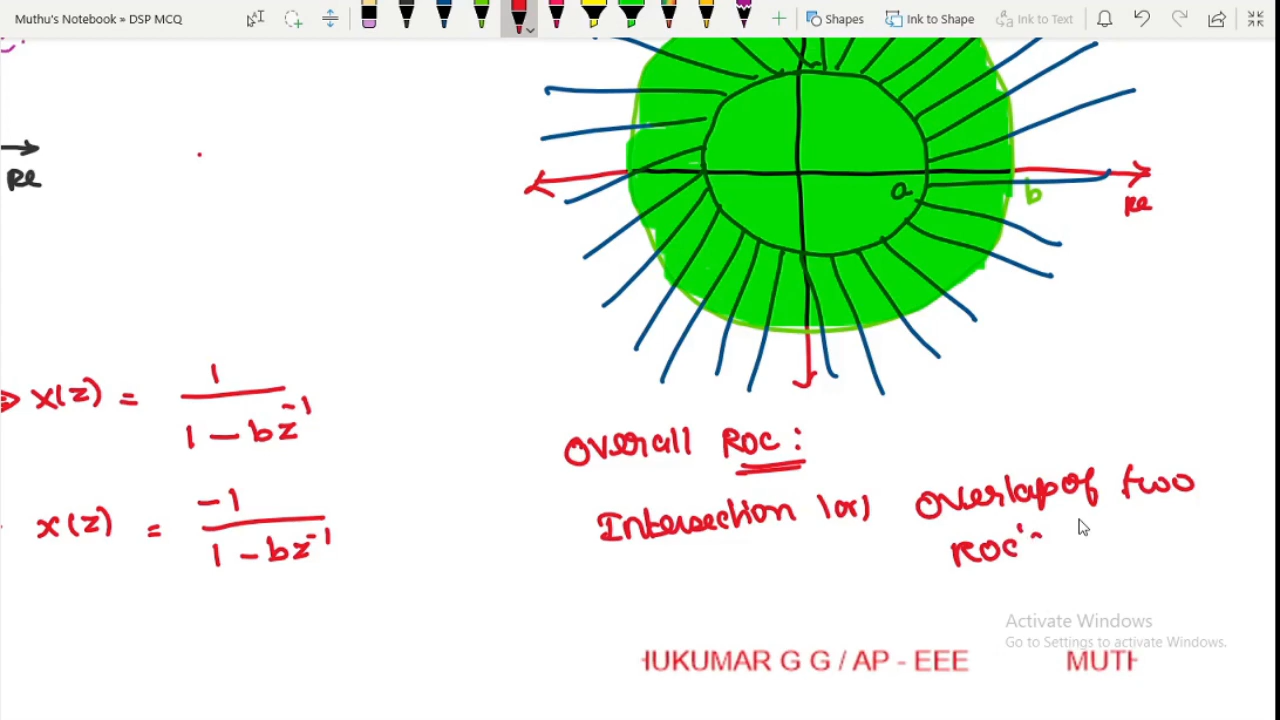 Muthu's Notebook » DSP MCQ
Shapes
Ink to Shape
Ink to Text
Re
a
b
Re
x(z) = 1 / 1 - bz^-1
x(z) = -1 / 1 - bz^-1
Overall ROC:
Intersection (or) Overlap of two
ROC's
Activate Windows
Go to Settings to activate Windows.
HUKUMAR G G / AP - EEE
MUTH